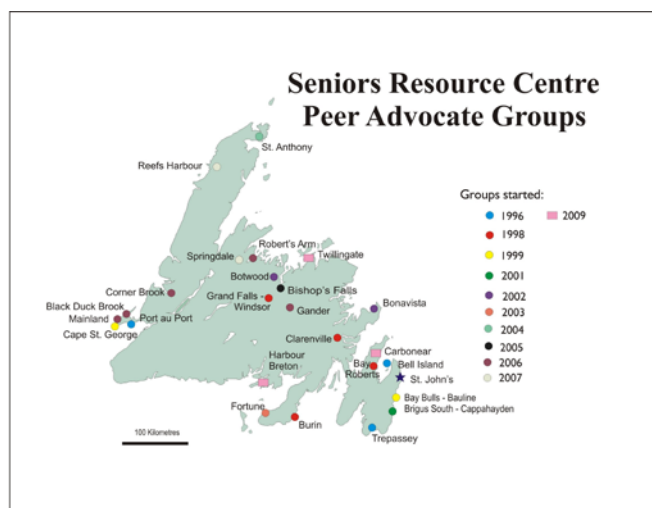 Seniors Resource Centre
Peer Advocate Groups
St. Anthony
Reefs Harbour
Groups started:
1996
2009
1998
1999
2001
2002
2003
2004
2005
2006
2007
Robert's Arm
Springdale
Twillingate
Botwood
Corner Brook
Bishop's Falls
Grand Falls -
Windsor
Black Duck Brook
Gander
Bonavista
Mainland
Port au Port
Cape St. George
Clarenville
Carbonear
Harbour
Breton
Bay
Roberts
Bell Island
St. John's
Bay Bulls - Bauline
Fortune
Brigus South - Cappahayden
Burin
Trepassey
100 Kilometres